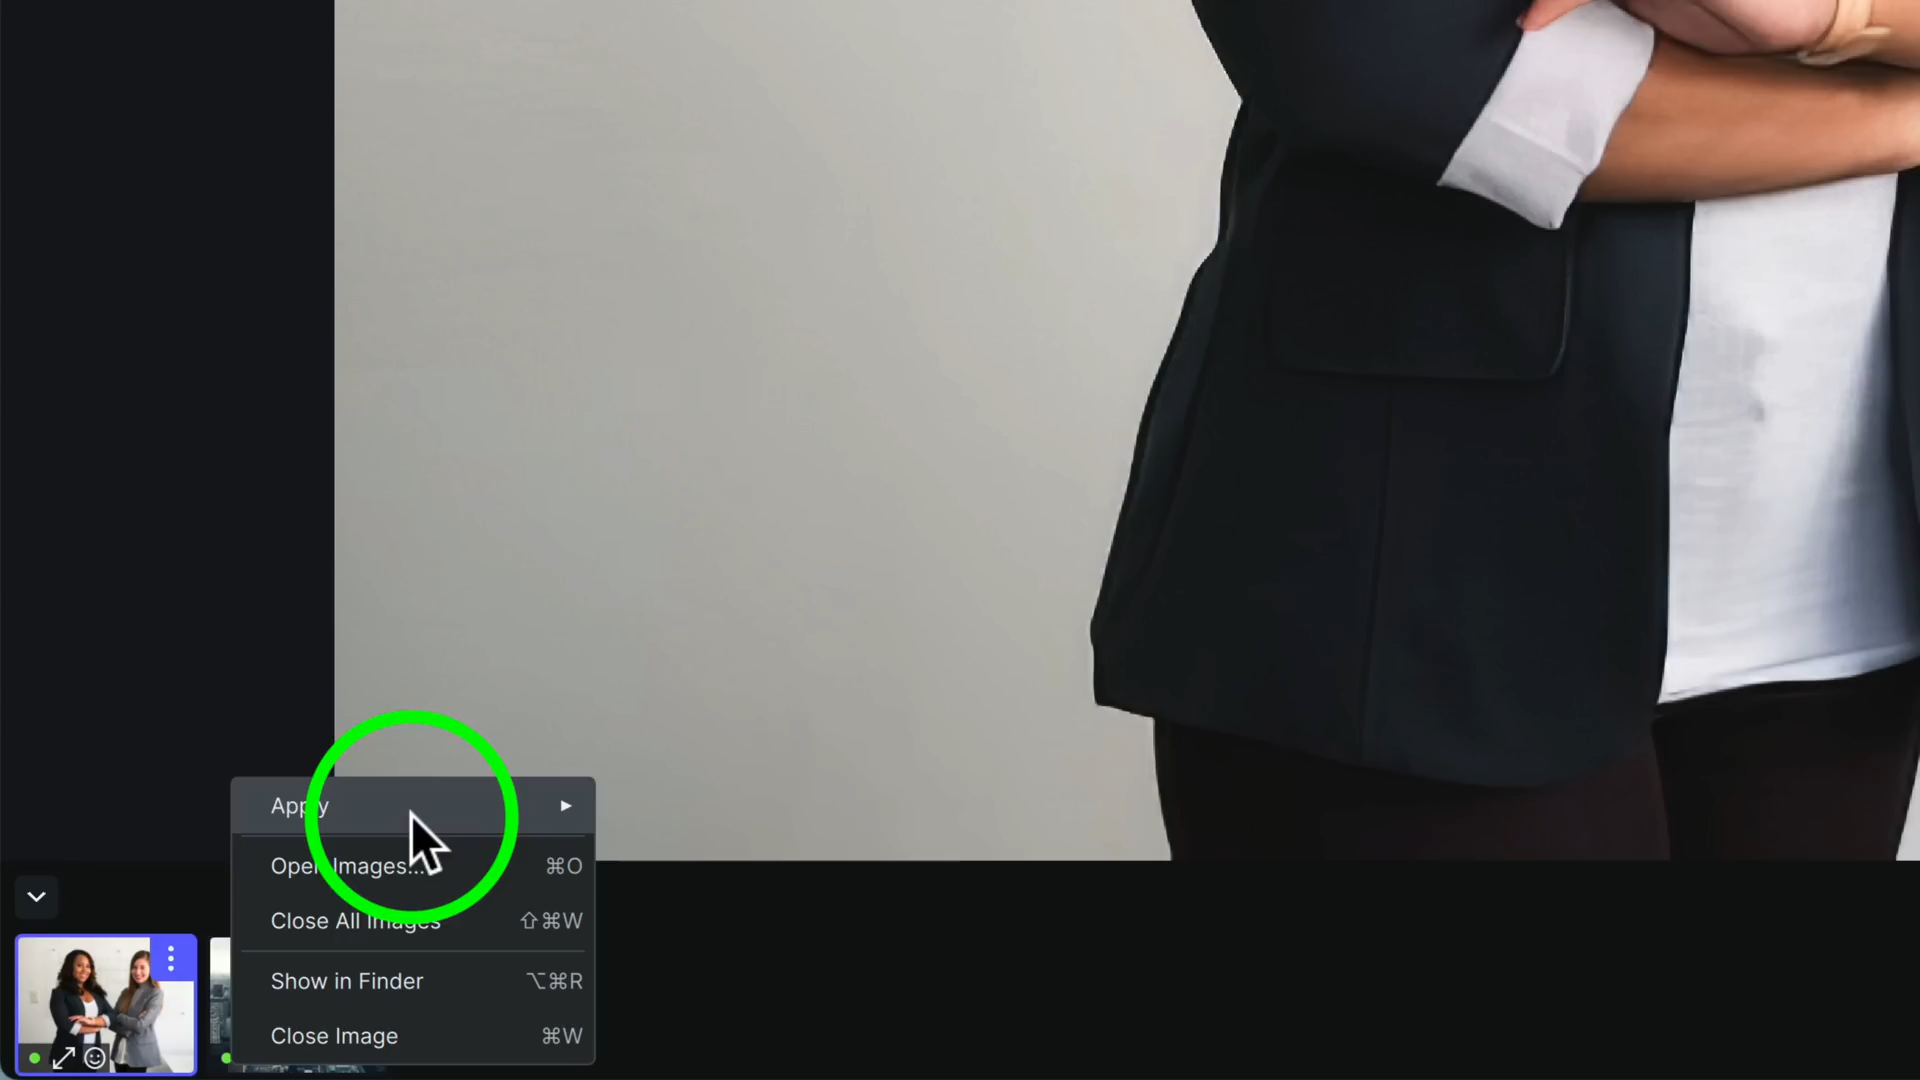 Apply
Open Images... ⌘O
Close All Images ⇧⌘W
Show in Finder ⌥⌘R
Close Image ⌘W